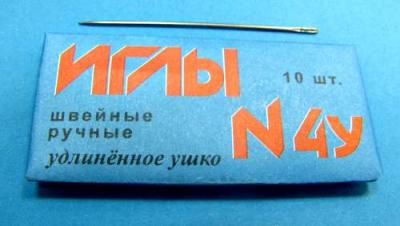 ИГЛЫ
10 шт.
швейные
ручные
N 4у
удлинённое ушко